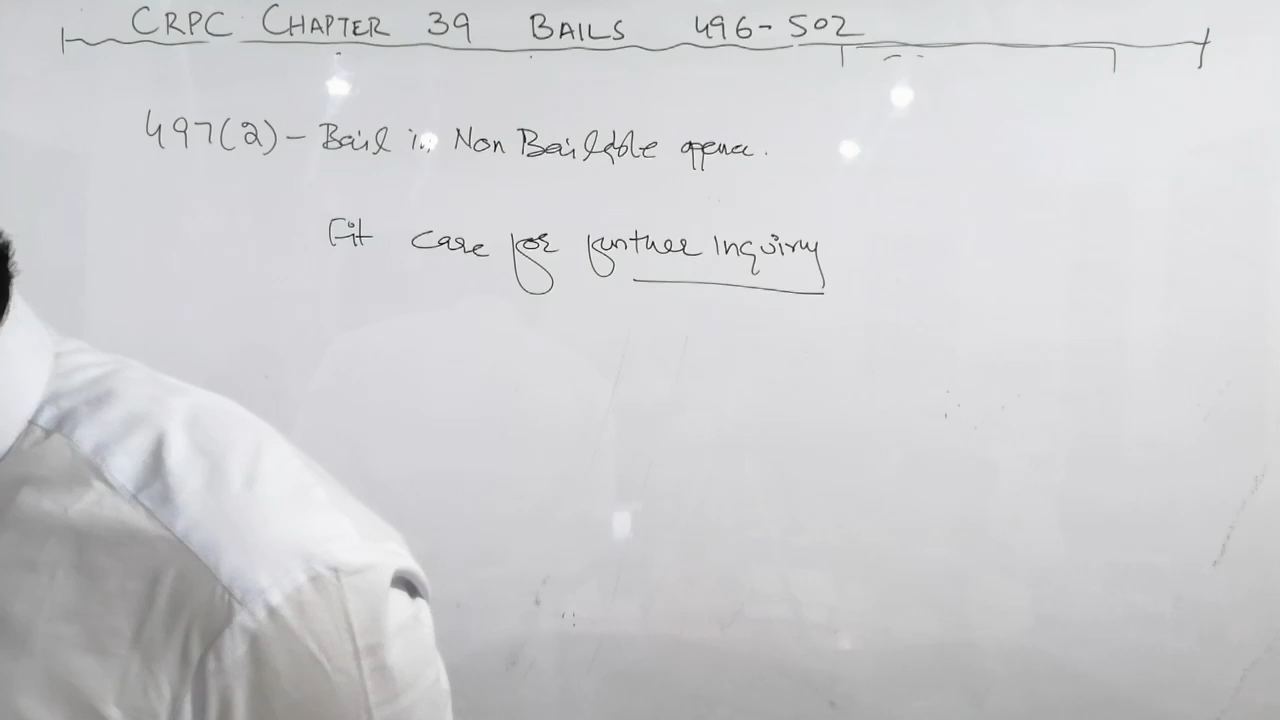 CRPC CHAPTER 39 BAILS 496-502
497(2) - Bail in Non Bailable offence.
Fit case for further Inquiry